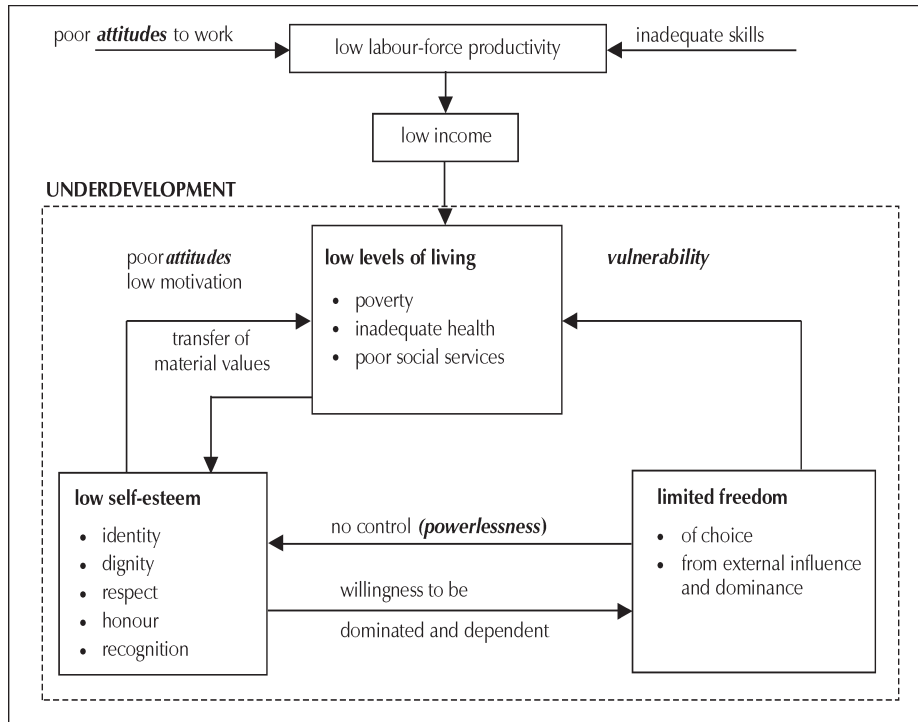 poor attitudes to work
low labour-force productivity
inadequate skills
low income
UNDERDEVELOPMENT
low levels of living
• poverty
• inadequate health
• poor social services
poor attitudes
low motivation
transfer of
material values
vulnerability
low self-esteem
• identity
• dignity
• respect
• honour
• recognition
no control (powerlessness)
willingness to be
dominated and dependent
limited freedom
• of choice
• from external influence
and dominance